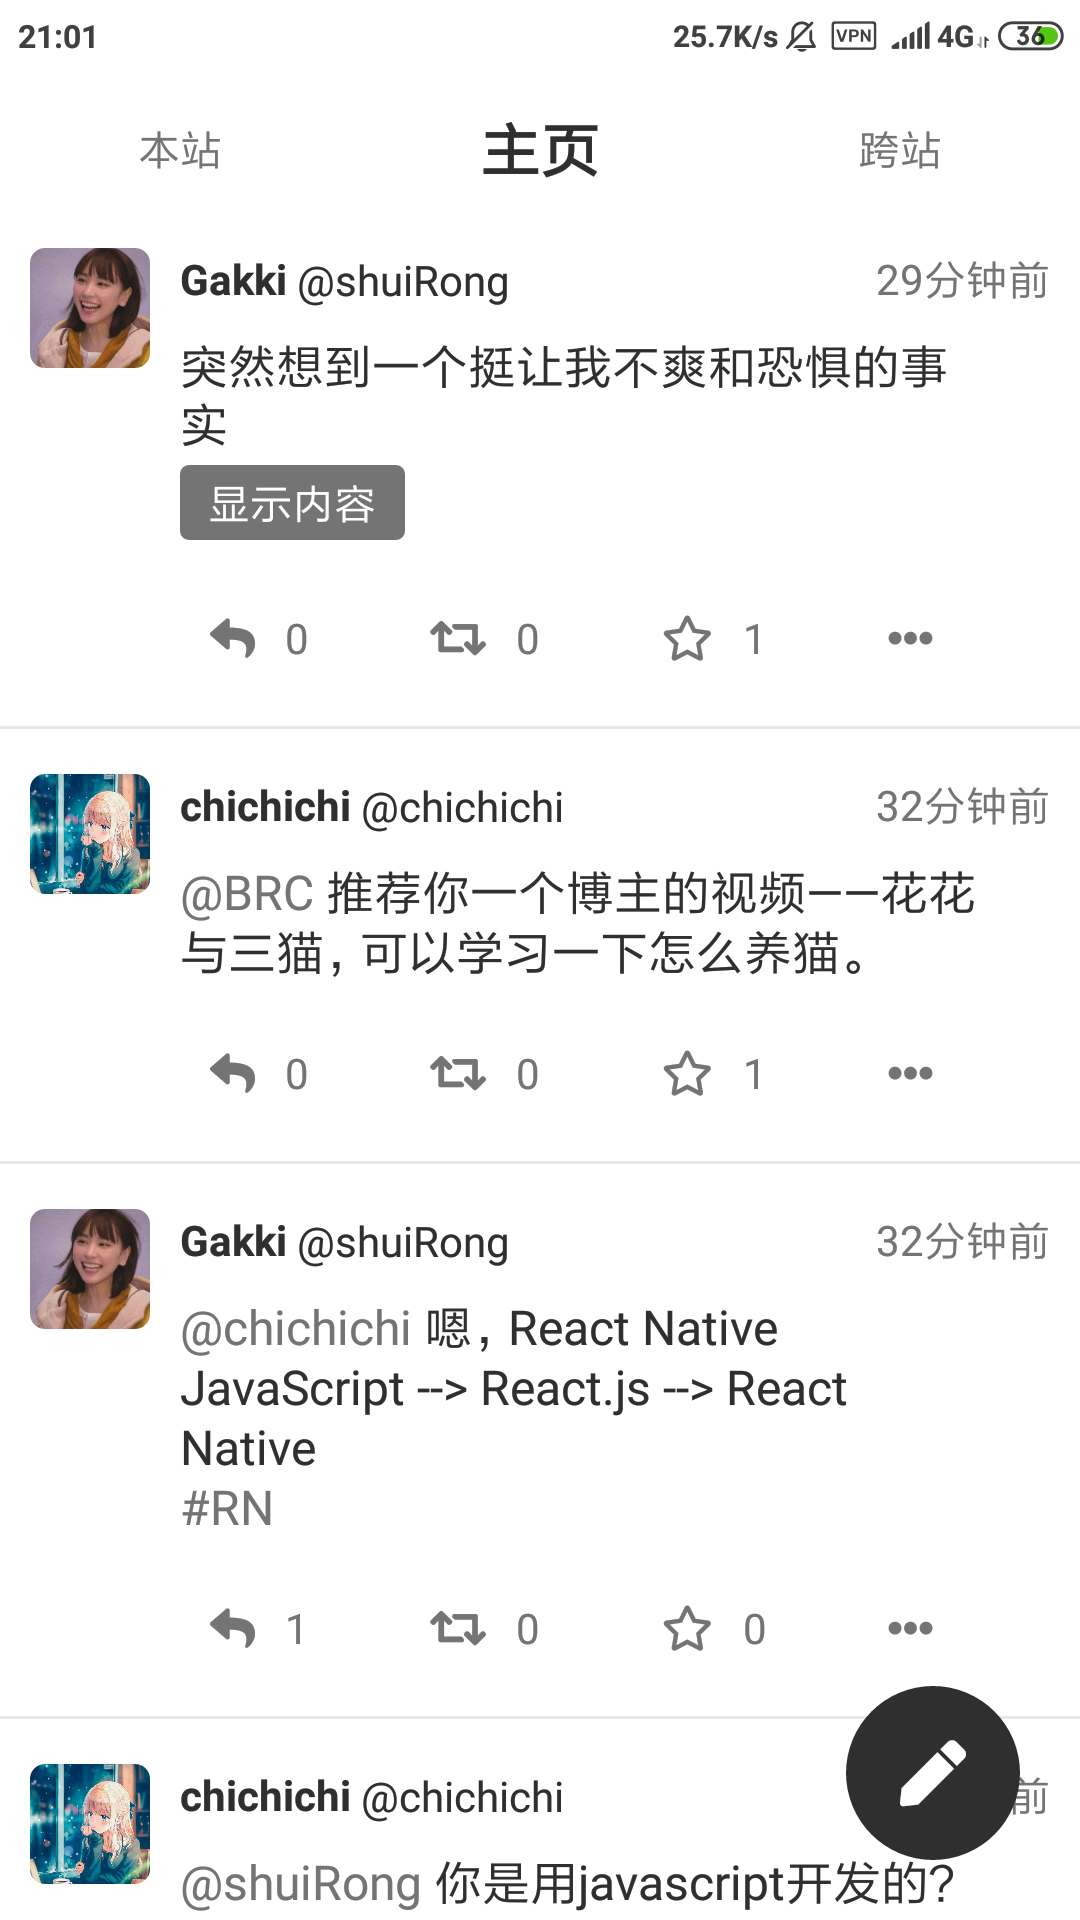 21:01 25.7K/s VPN 4G 36
本站 主页 跨站
Gakki @shuiRong 29分钟前
突然想到一个挺让我不爽和恐惧的事
实
显示内容
0 0 1
chichichi @chichichi 32分钟前
@BRC 推荐你一个博主的视频——花花
与三猫，可以学习一下怎么养猫。
0 0 1
Gakki @shuiRong 32分钟前
@chichichi 嗯，React Native
JavaScript --> React.js --> React
Native
#RN
1 0 0
chichichi @chichichi 前
@shuiRong 你是用javascript开发的?